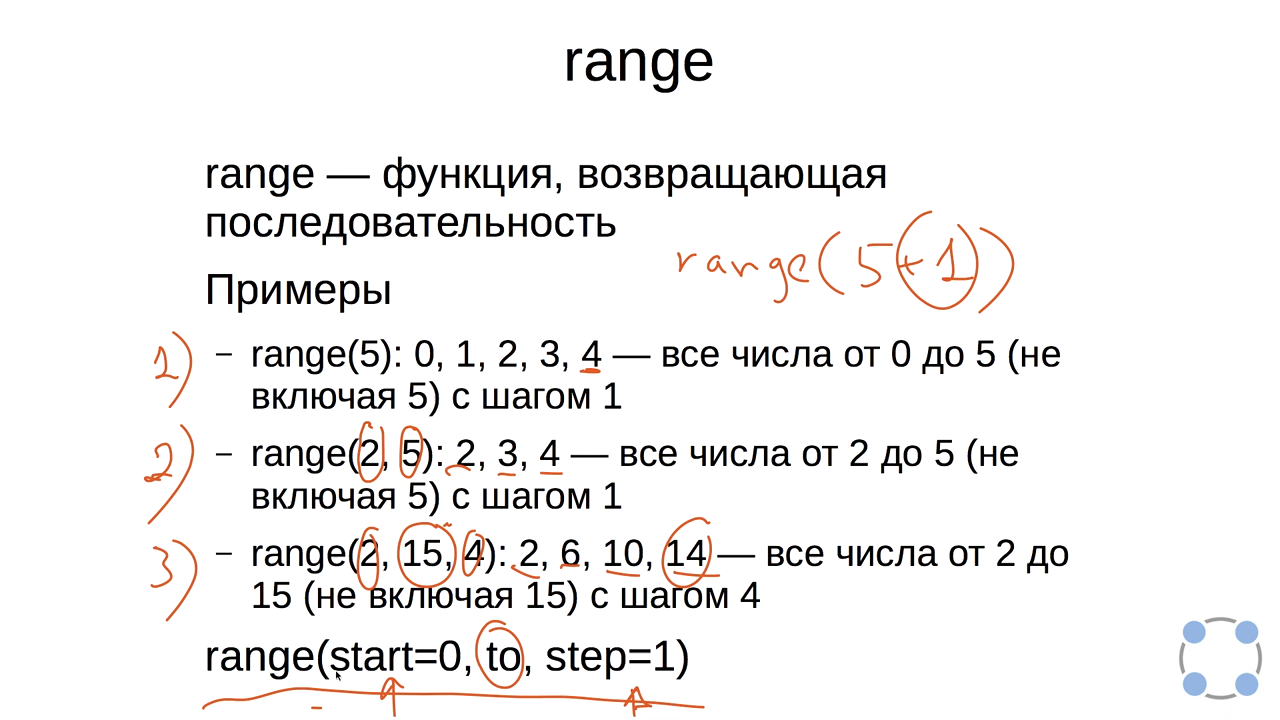 range
range — функция, возвращающая
последовательность
range(5+1)
Примеры
1) – range(5): 0, 1, 2, 3, 4 — все числа от 0 до 5 (не
включая 5) с шагом 1
2) – range(2, 5): 2, 3, 4 — все числа от 2 до 5 (не
включая 5) с шагом 1
3) – range(2, 15, 4): 2, 6, 10, 14 — все числа от 2 до
15 (не включая 15) с шагом 4
range(start=0, to, step=1)